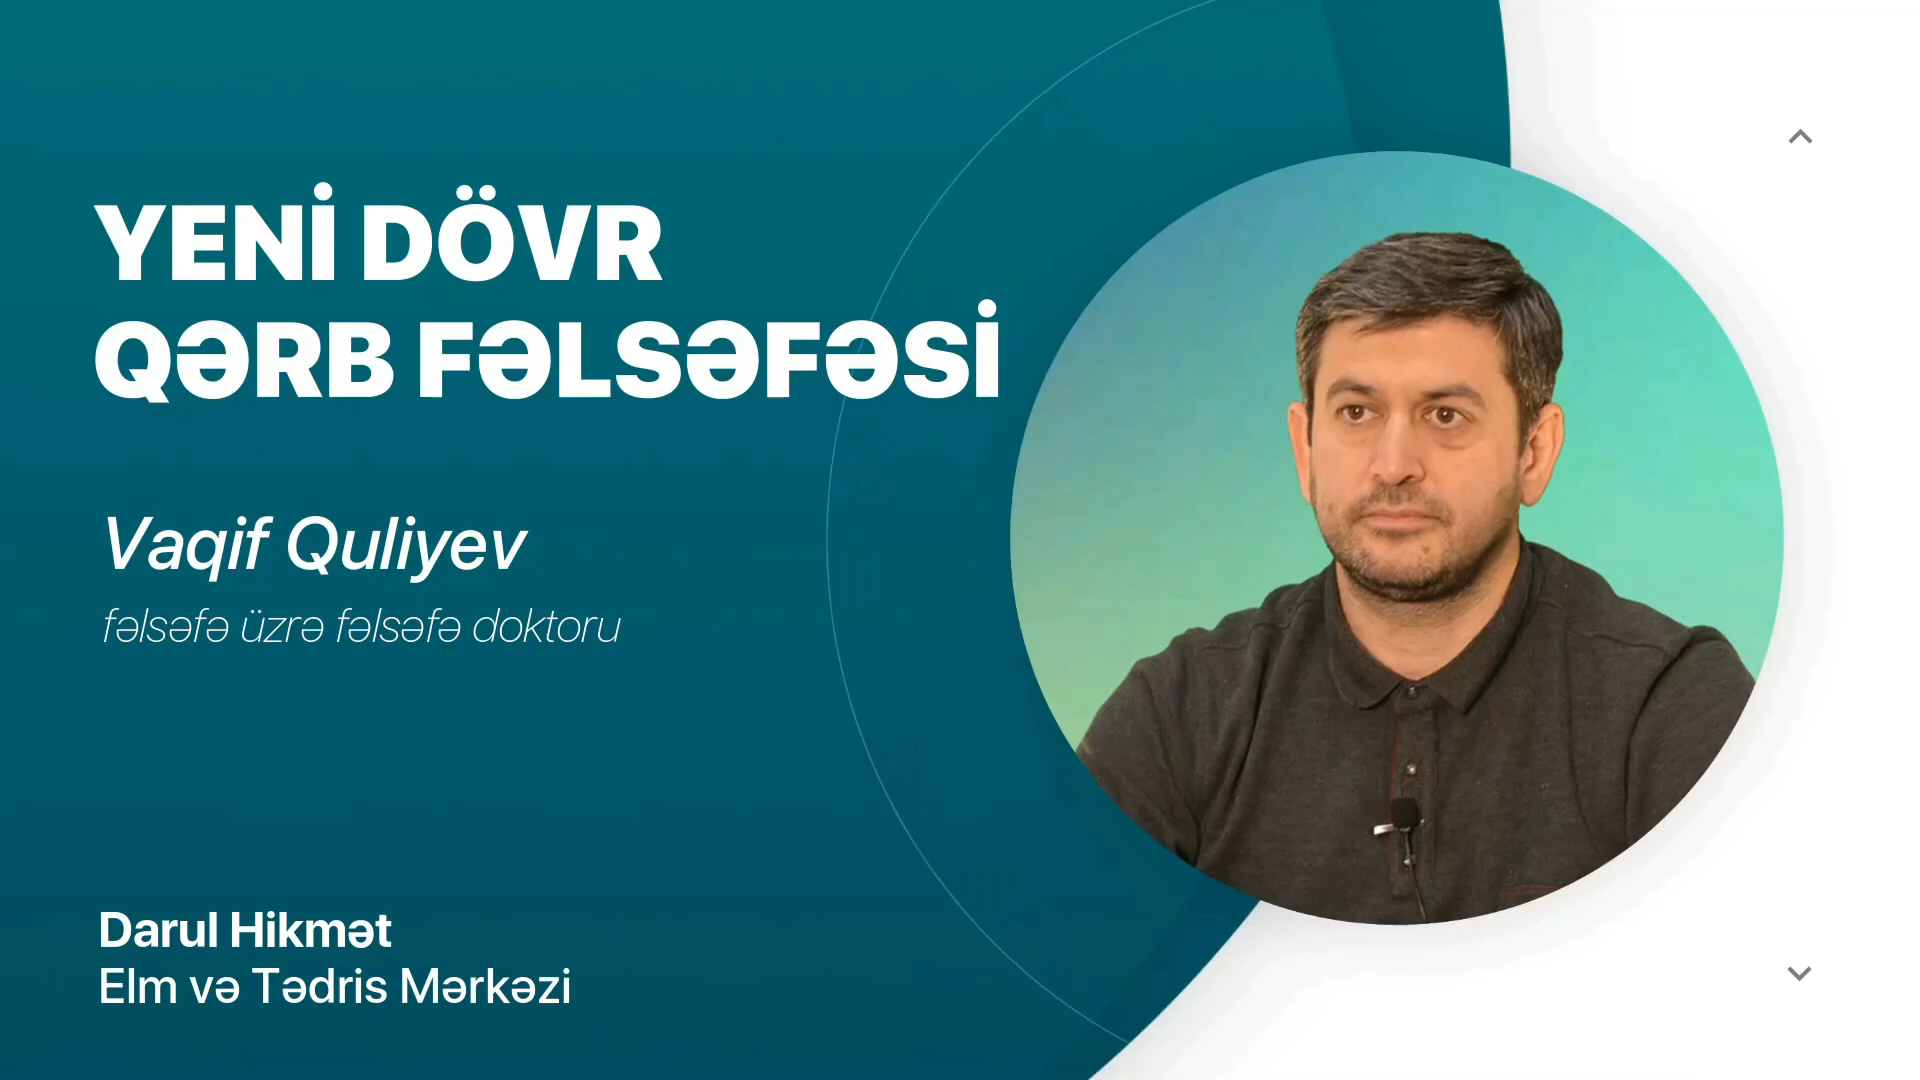 YENİ DÖVR
QƏRB FƏLSƏFƏSİ
Vaqif Quliyev
fəlsəfə üzrə fəlsəfə doktoru
Darul Hikmət
Elm və Tədris Mərkəzi